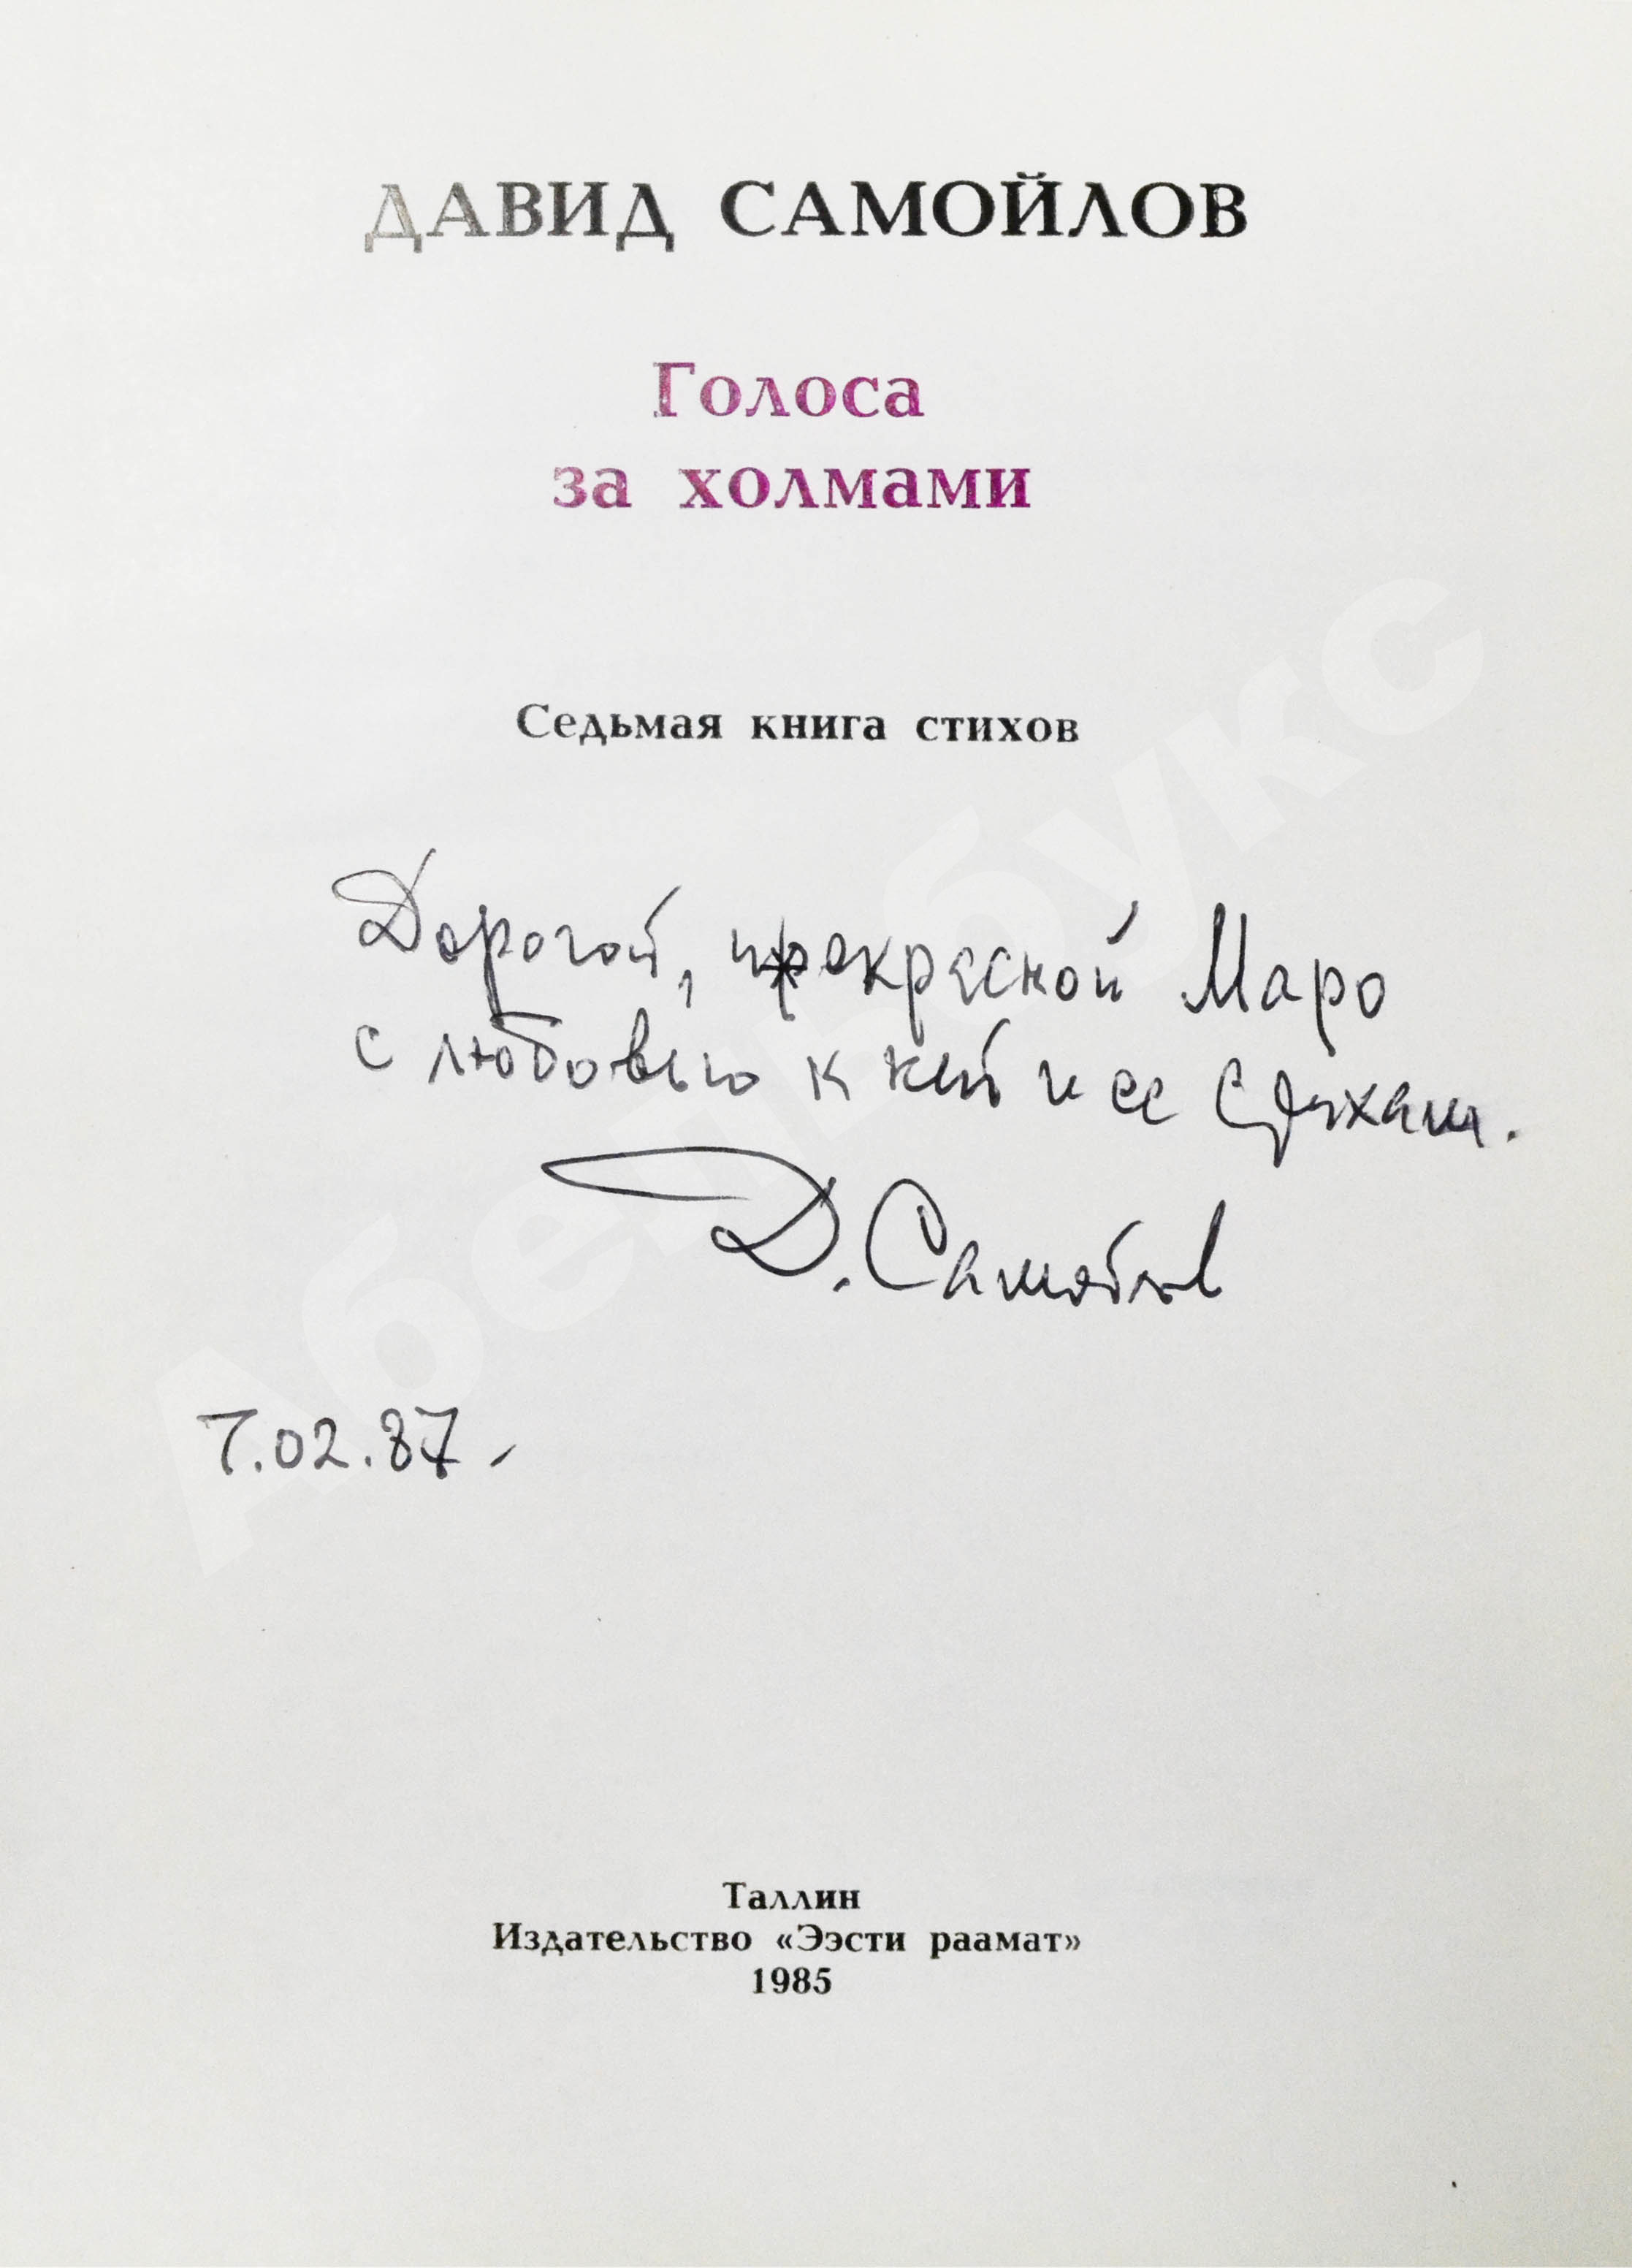 ДАВИД САМОЙЛОВ
Голоса
за холмами
Седьмая книга стихов
Дорогой, прекрасной Маро
с любовью к ней и ее стихам.
Д. Самойлов
7.02.87
Таллин
Издательство «Ээсти раамат»
1985
Абельбукс